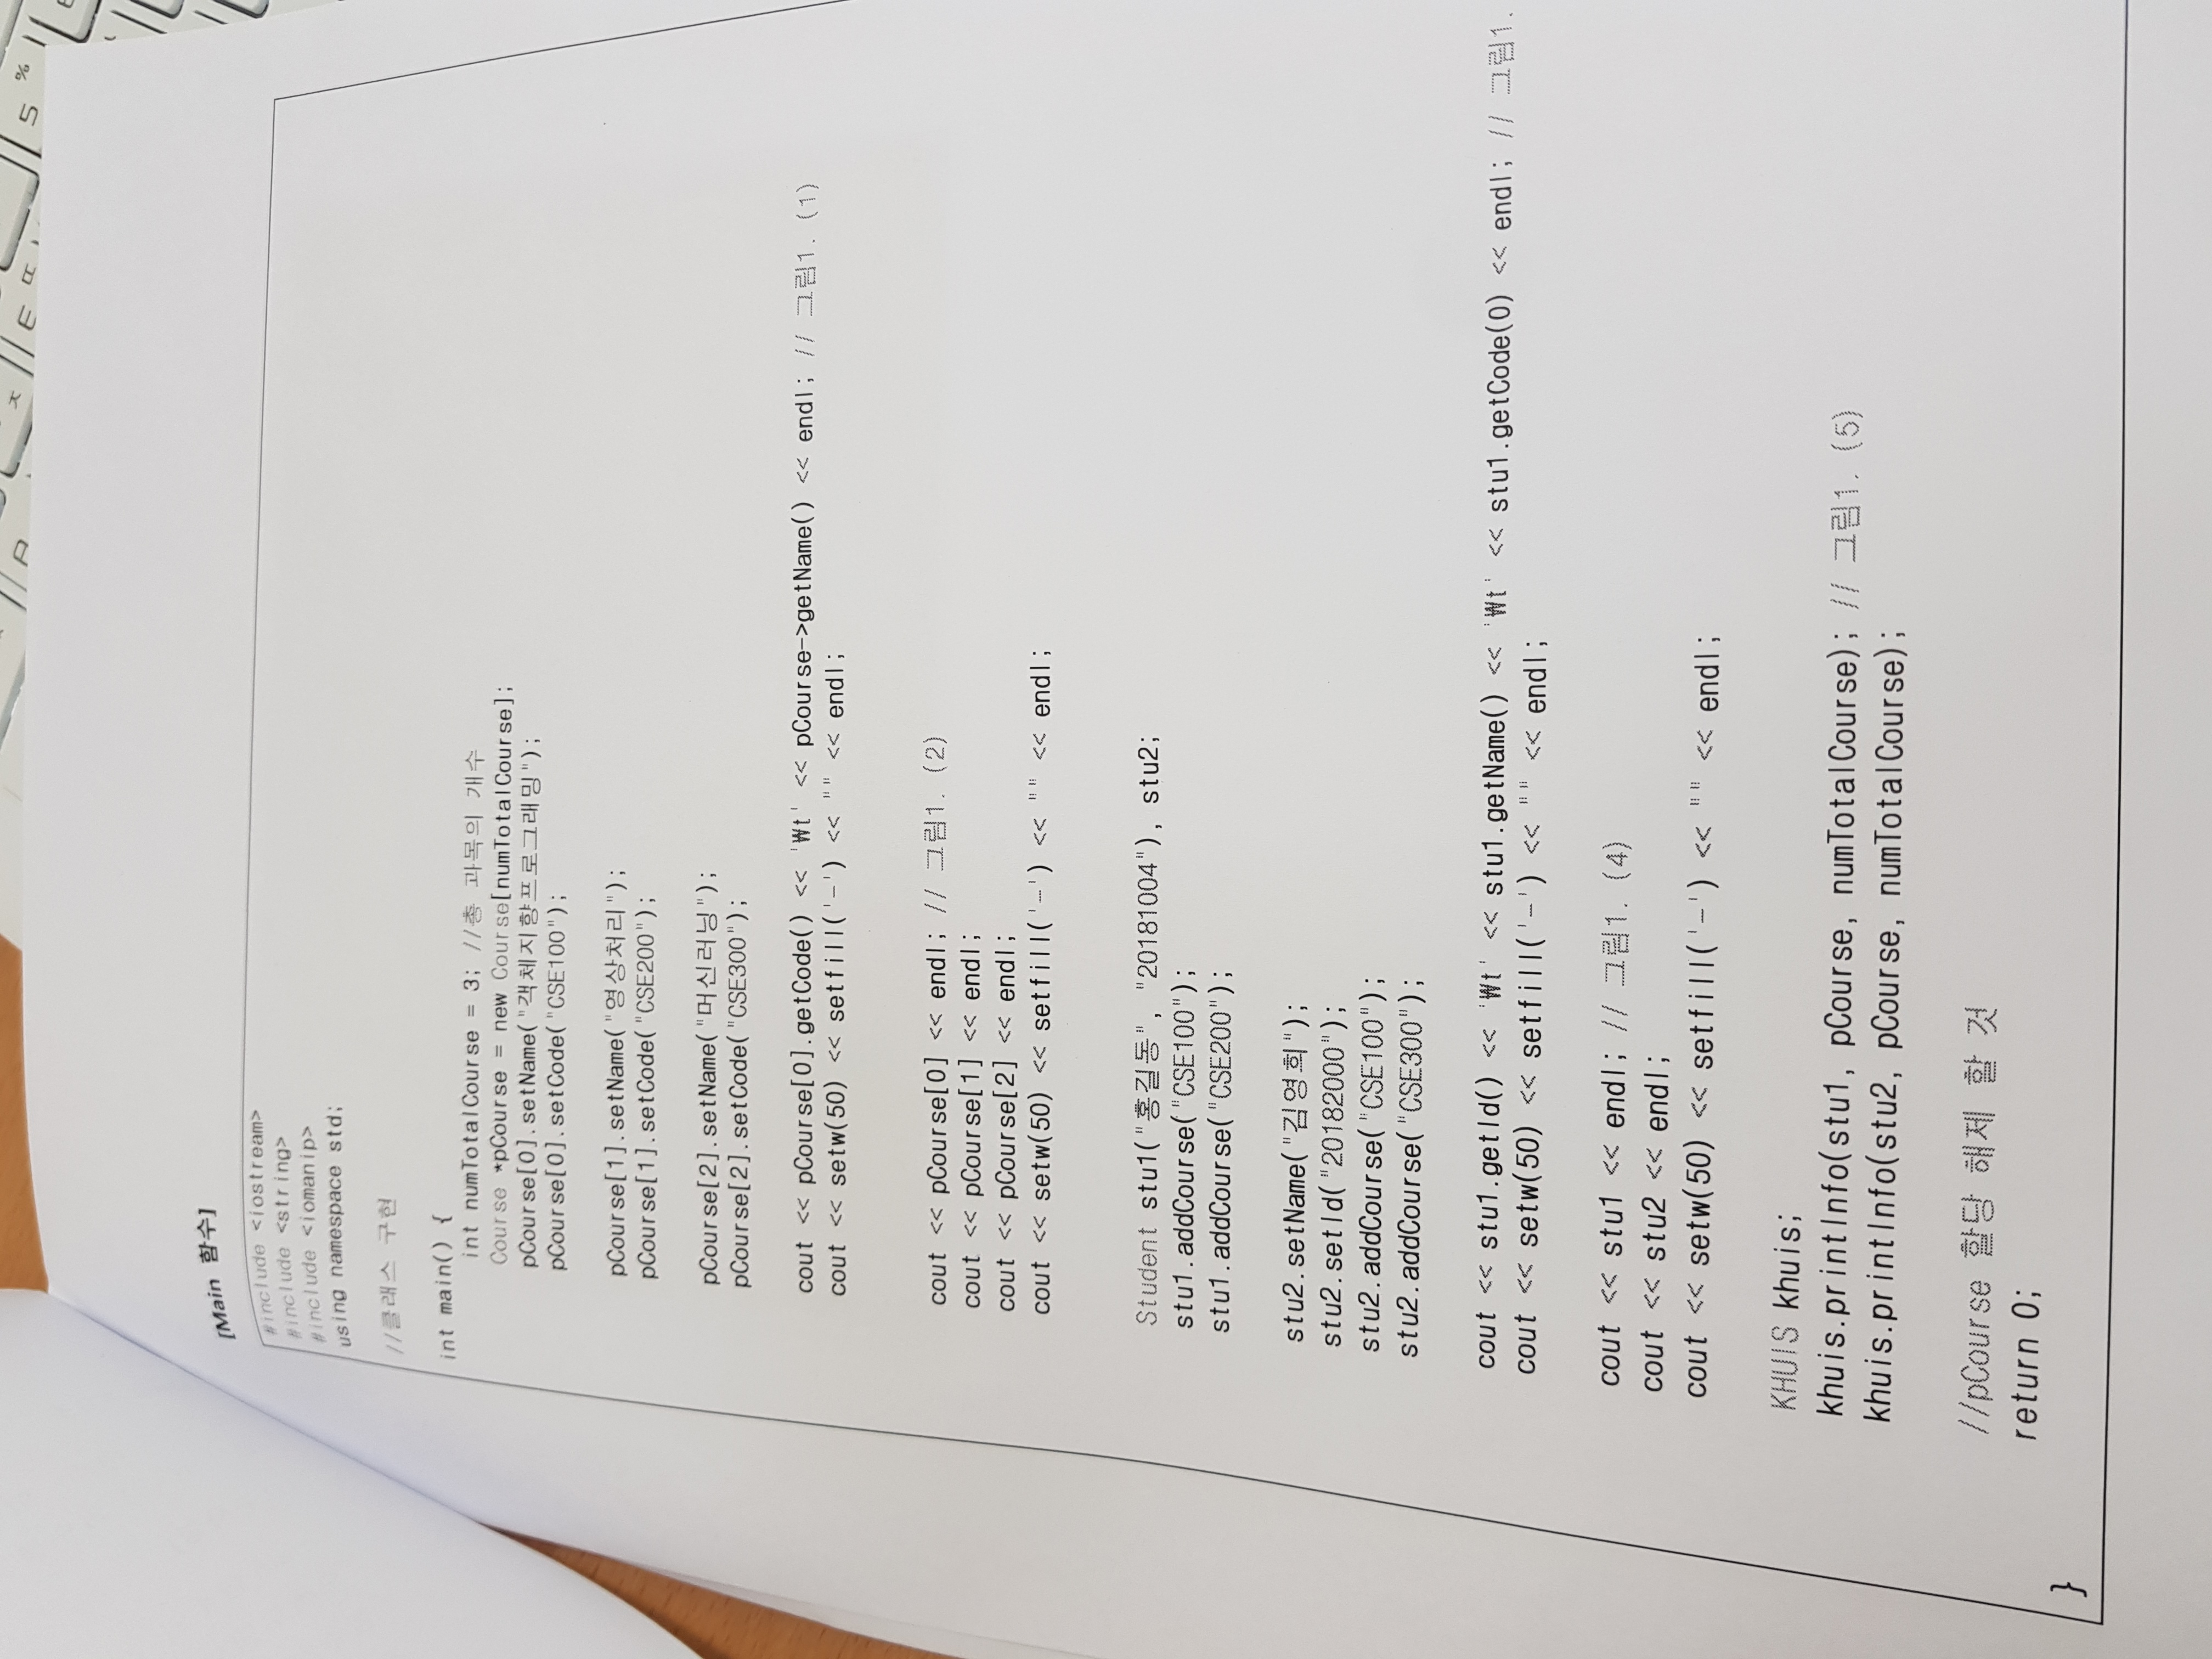 P ㅈ E ㄸ 5 %
[Main 함수]
#include <iostream>
#include <string>
#include <iomanip>
using namespace std;
//클래스 구현
int main() {
int numTotalCourse = 3; //총 과목의 개수
Course *pCourse = new Course[numTotalCourse];
pCourse[0].setName("객체지향프로그래밍");
pCourse[0].setCode("CSE100");
pCourse[1].setName("영상처리");
pCourse[1].setCode("CSE200");
pCourse[2].setName("머신러닝");
pCourse[2].setCode("CSE300");
cout << pCourse[0].getCode() << '₩t' << pCourse->getName() << endl; // 그림1. (1)
cout << setw(50) << setfill('-') << "" << endl;
cout << pCourse[0] << endl; // 그림1. (2)
cout << pCourse[1] << endl;
cout << pCourse[2] << endl;
cout << setw(50) << setfill('-') << "" << endl;
Student stu1("홍길동", "20181004"), stu2;
stu1.addCourse("CSE100");
stu1.addCourse("CSE200");
stu2.setName("김영희");
stu2.setId("20182000");
stu2.addCourse("CSE100");
stu2.addCourse("CSE300");
cout << stu1.getId() << '₩t' << stu1.getName() << '₩t' << stu1.getCode(0) << endl; // 그림1.
cout << setw(50) << setfill('-') << "" << endl;
cout << stu1 << endl; // 그림1. (4)
cout << stu2 << endl;
cout << setw(50) << setfill('-') << "" << endl;
KHUIS khuis;
khuis.printInfo(stu1, pCourse, numTotalCourse); // 그림1. (5)
khuis.printInfo(stu2, pCourse, numTotalCourse);
//pCourse 할당 해제 할 것
return 0;
}